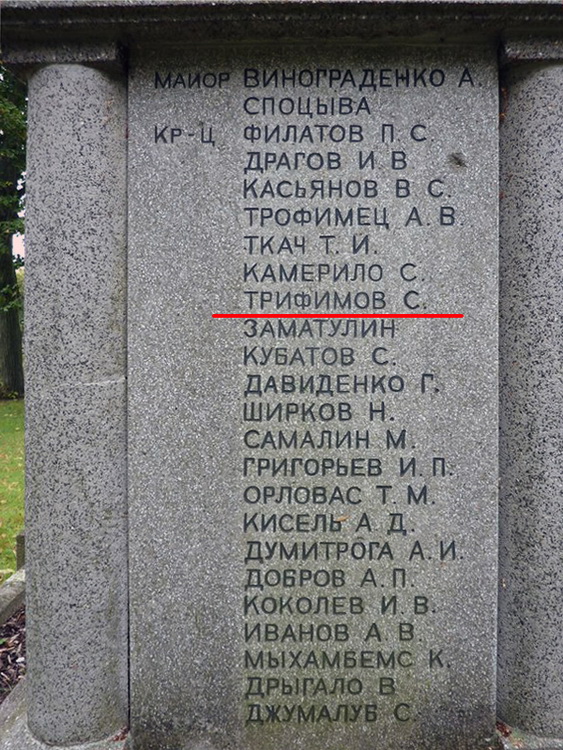 МАИОР ВИНОГРАДЕНКО А.
СПОЦЫВА
КР-Ц ФИЛАТОВ П С
ДРАГОВ И В
КАСЬЯНОВ В С.
ТРОФИМЕЦ А. В.
ТКАЧ Т. И.
КАМЕРИЛО С.
ТРИФИМОВ С.
ЗАМАТУЛИН
КУБАТОВ С.
ДАВИДЕНКО Г.
ШИРКОВ Н.
САМАЛИН М.
ГРИГОРЬЕВ И. П.
ОРЛОВАС Т. М.
КИСЕЛЬ А. Д.
ДУМИТРОГА А. И.
ДОБРОВ А. П.
КОКОЛЕВ И. В.
ИВАНОВ А В.
МЫХАМБЕМС К.
ДРЫГАЛО В
ДЖУМАЛУБ С.